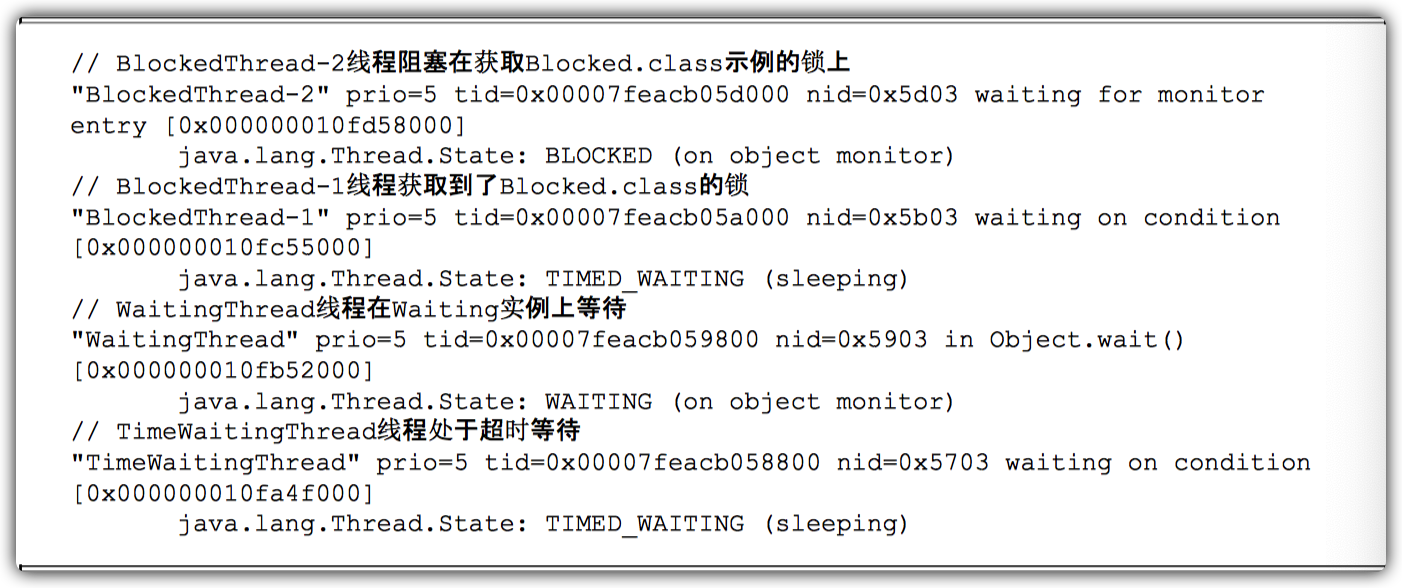 // BlockedThread-2线程阻塞在获取Blocked.class示例的锁上
"BlockedThread-2" prio=5 tid=0x00007feacb05d000 nid=0x5d03 waiting for monitor
entry [0x000000010fd58000]
java.lang.Thread.State: BLOCKED (on object monitor)
// BlockedThread-1线程获取到了Blocked.class的锁
"BlockedThread-1" prio=5 tid=0x00007feacb05a000 nid=0x5b03 waiting on condition
[0x000000010fc55000]
java.lang.Thread.State: TIMED_WAITING (sleeping)
// WaitingThread线程在Waiting实例上等待
"WaitingThread" prio=5 tid=0x00007feacb059800 nid=0x5903 in Object.wait()
[0x000000010fb52000]
java.lang.Thread.State: WAITING (on object monitor)
// TimeWaitingThread线程处于超时等待
"TimeWaitingThread" prio=5 tid=0x00007feacb058800 nid=0x5703 waiting on condition
[0x000000010fa4f000]
java.lang.Thread.State: TIMED_WAITING (sleeping)